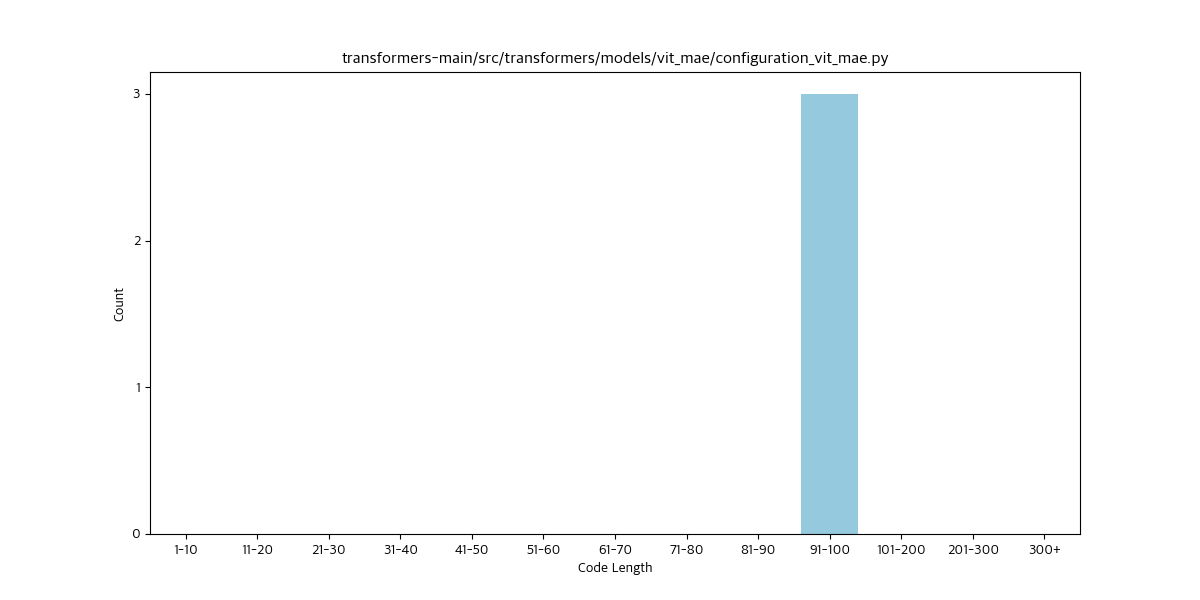 transformers-main/src/transformers/models/vit_mae/configuration_vit_mae.py
3
2
1
0
Count
1-10 11-20 21-30 31-40 41-50 51-60 61-70 71-80 81-90 91-100 101-200 201-300 300+
Code Length